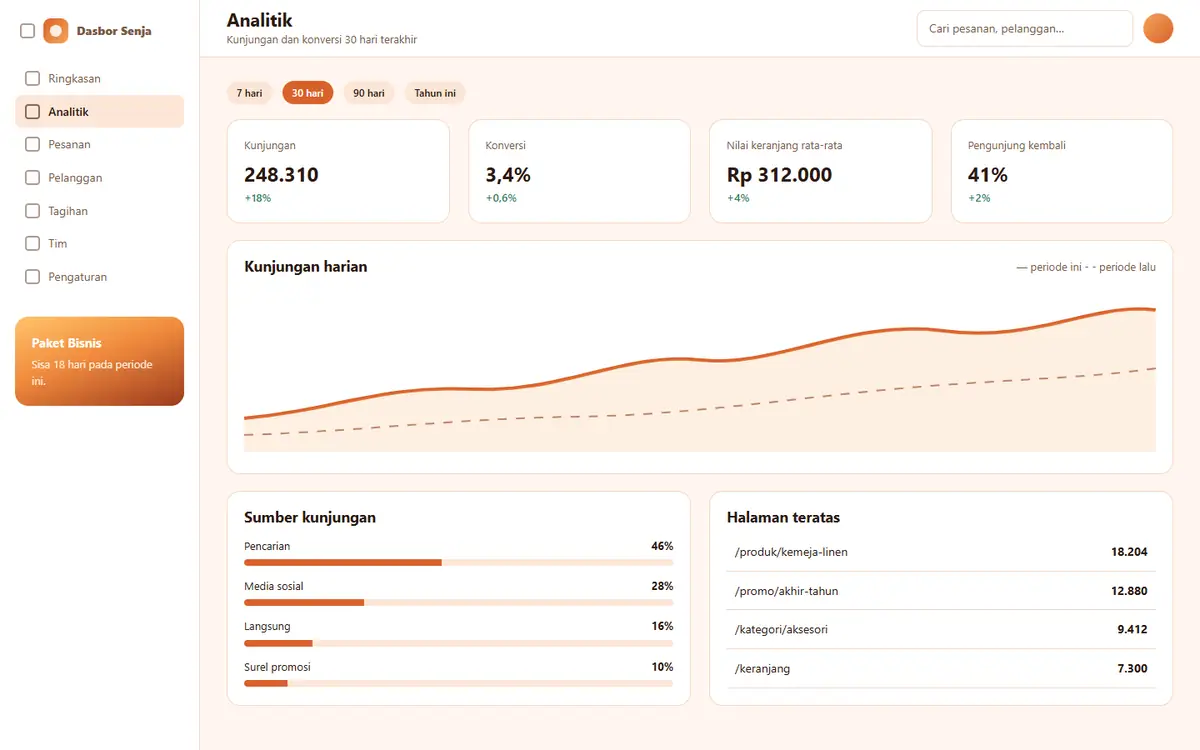 Dasbor Senja
Ringkasan
Analitik
Pesanan
Pelanggan
Tagihan
Tim
Pengaturan
Paket Bisnis
Sisa 18 hari pada periode
ini.
Analitik
Kunjungan dan konversi 30 hari terakhir
Cari pesanan, pelanggan...
7 hari
30 hari
90 hari
Tahun ini
Kunjungan
248.310
+18%
Konversi
3,4%
+0,6%
Nilai keranjang rata-rata
Rp 312.000
+4%
Pengunjung kembali
41%
+2%
Kunjungan harian
— periode ini - - periode lalu
Sumber kunjungan
Pencarian 46%
Media sosial 28%
Langsung 16%
Surel promosi 10%
Halaman teratas
/produk/kemeja-linen 18.204
/promo/akhir-tahun 12.880
/kategori/aksesori 9.412
/keranjang 7.300